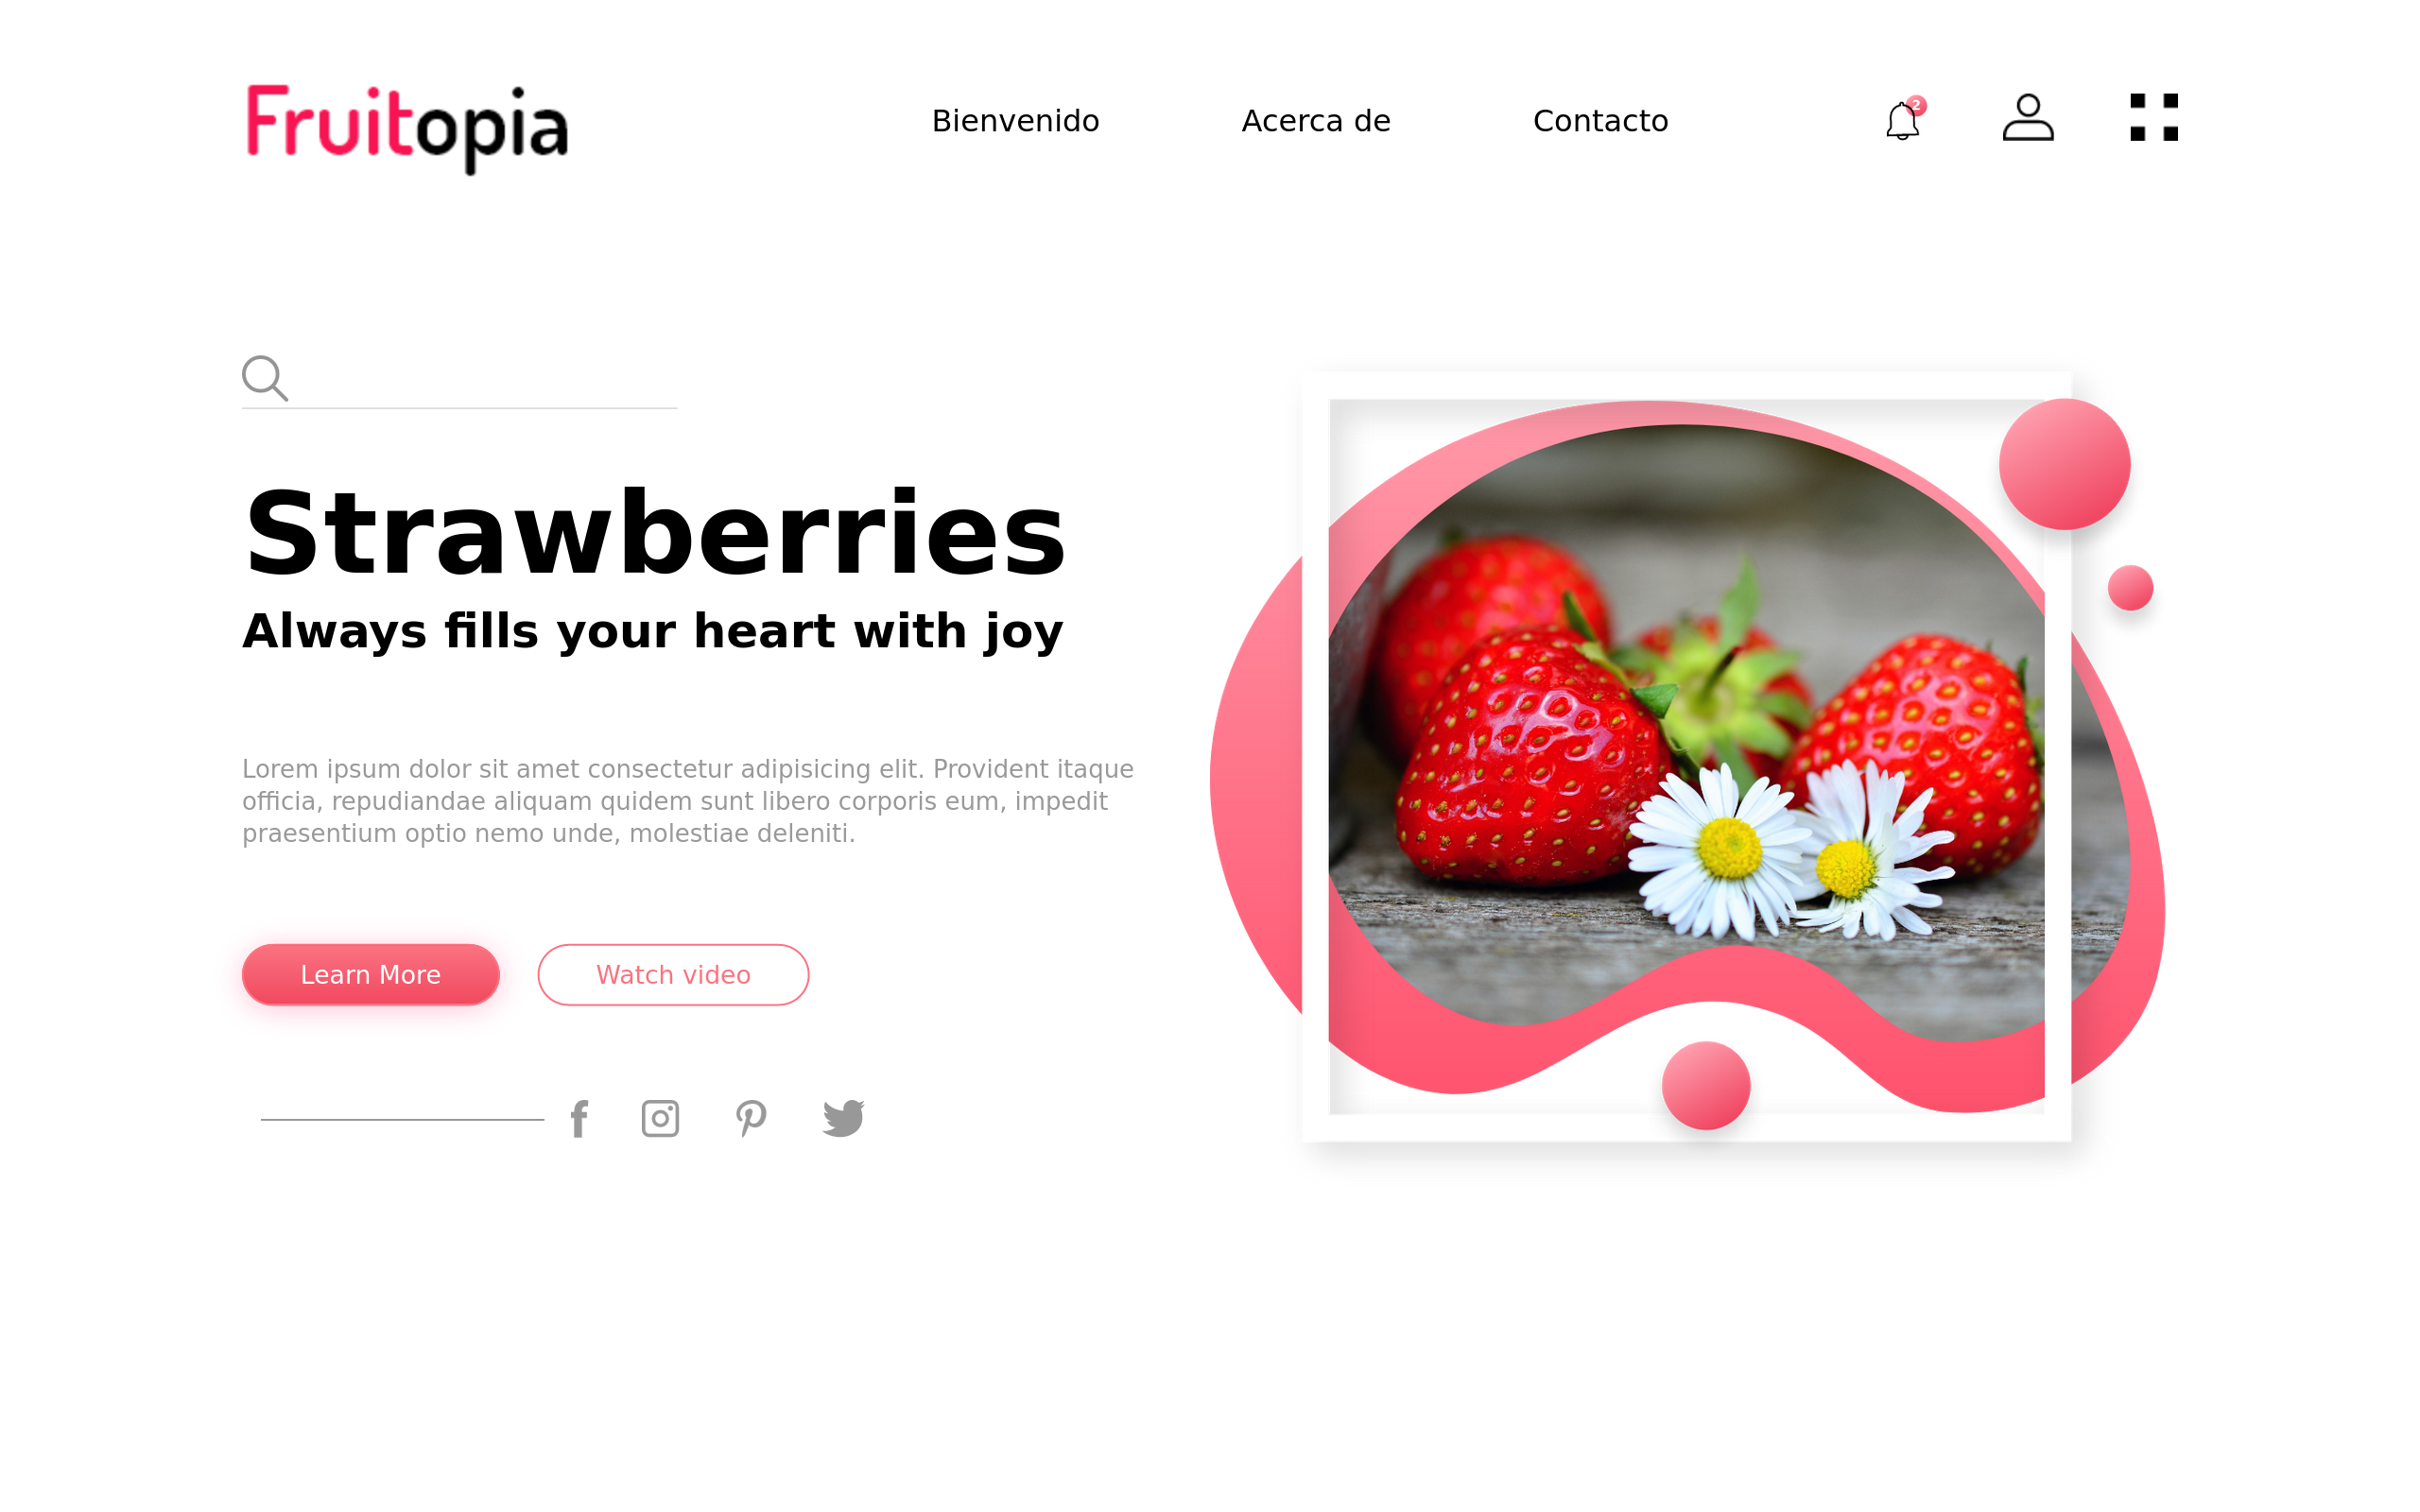 Fruitopia
Bienvenido
Acerca de
Contacto
2
Strawberries
Always fills your heart with joy
Lorem ipsum dolor sit amet consectetur adipisicing elit. Provident itaque
officia, repudiandae aliquam quidem sunt libero corporis eum, impedit
praesentium optio nemo unde, molestiae deleniti.
Learn More
Watch video